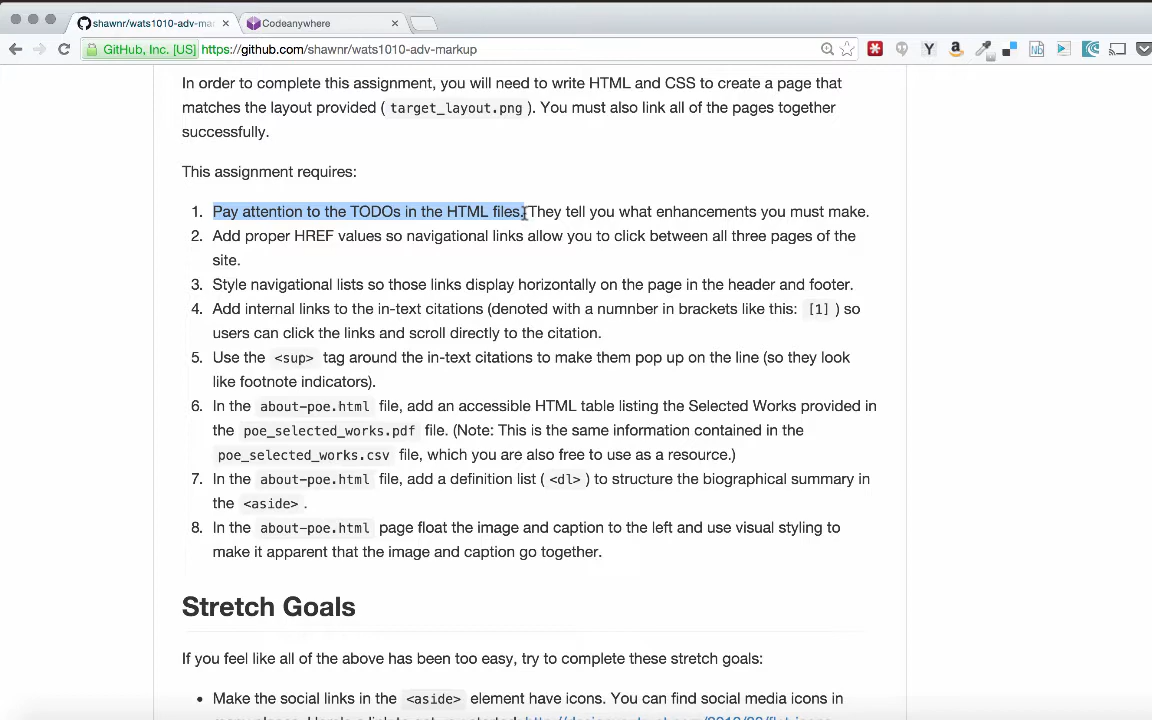 shawnr/wats1010-adv-mar
Codeanywhere
GitHub, Inc. [US] https://github.com/shawnr/wats1010-adv-markup
In order to complete this assignment, you will need to write HTML and CSS to create a page that
matches the layout provided ( target_layout.png ). You must also link all of the pages together
successfully.
This assignment requires:
1. Pay attention to the TODOs in the HTML files. They tell you what enhancements you must make.
2. Add proper HREF values so navigational links allow you to click between all three pages of the
site.
3. Style navigational lists so those links display horizontally on the page in the header and footer.
4. Add internal links to the in-text citations (denoted with a numnber in brackets like this: [1] ) so
users can click the links and scroll directly to the citation.
5. Use the <sup> tag around the in-text citations to make them pop up on the line (so they look
like footnote indicators).
6. In the about-poe.html file, add an accessible HTML table listing the Selected Works provided in
the poe_selected_works.pdf file. (Note: This is the same information contained in the
poe_selected_works.csv file, which you are also free to use as a resource.)
7. In the about-poe.html file, add a definition list ( <dl> ) to structure the biographical summary in
the <aside> .
8. In the about-poe.html page float the image and caption to the left and use visual styling to
make it apparent that the image and caption go together.
Stretch Goals
If you feel like all of the above has been too easy, try to complete these stretch goals:
• Make the social links in the <aside> element have icons. You can find social media icons in